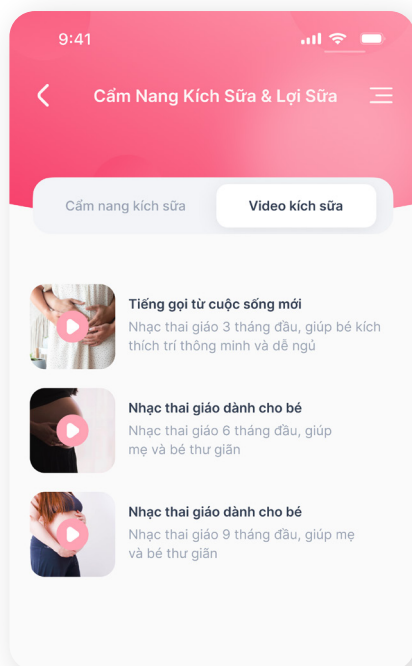 9:41
Cẩm Nang Kích Sữa & Lợi Sữa
Cẩm nang kích sữa
Video kích sữa
Tiếng gọi từ cuộc sống mới
Nhạc thai giáo 3 tháng đầu, giúp bé kích
thích trí thông minh và dễ ngủ
Nhạc thai giáo dành cho bé
Nhạc thai giáo 6 tháng đầu, giúp
mẹ và bé thư giãn
Nhạc thai giáo dành cho bé
Nhạc thai giáo 9 tháng đầu, giúp mẹ
và bé thư giãn